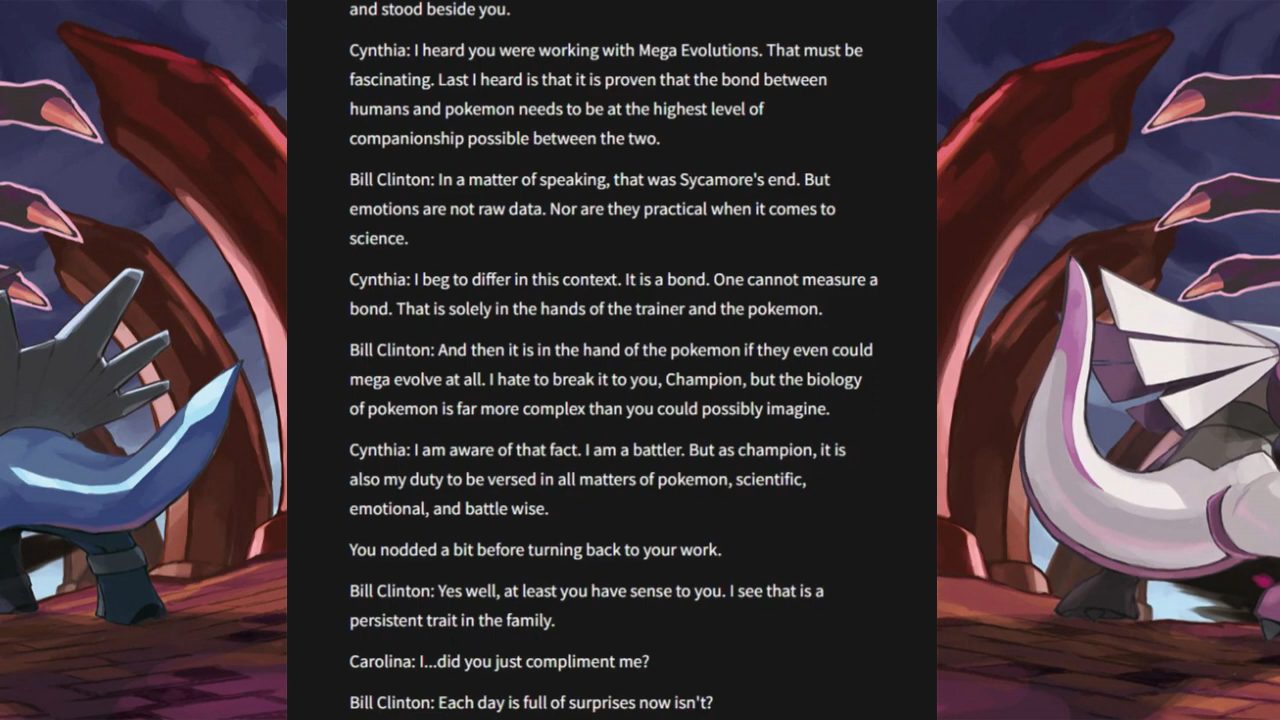 and stood beside you.
Cynthia: I heard you were working with Mega Evolutions. That must be
fascinating. Last I heard is that it is proven that the bond between
humans and pokemon needs to be at the highest level of
companionship possible between the two.
Bill Clinton: In a matter of speaking, that was Sycamore's end. But
emotions are not raw data. Nor are they practical when it comes to
science.
Cynthia: I beg to differ in this context. It is a bond. One cannot measure a
bond. That is solely in the hands of the trainer and the pokemon.
Bill Clinton: And then it is in the hand of the pokemon if they even could
mega evolve at all. I hate to break it to you, Champion, but the biology
of pokemon is far more complex than you could possibly imagine.
Cynthia: I am aware of that fact. I am a battler. But as champion, it is
also my duty to be versed in all matters of pokemon, scientific,
emotional, and battle wise.
You nodded a bit before turning back to your work.
Bill Clinton: Yes well, at least you have sense to you. I see that is a
persistent trait in the family.
Carolina: I...did you just compliment me?
Bill Clinton: Each day is full of surprises now isn't?